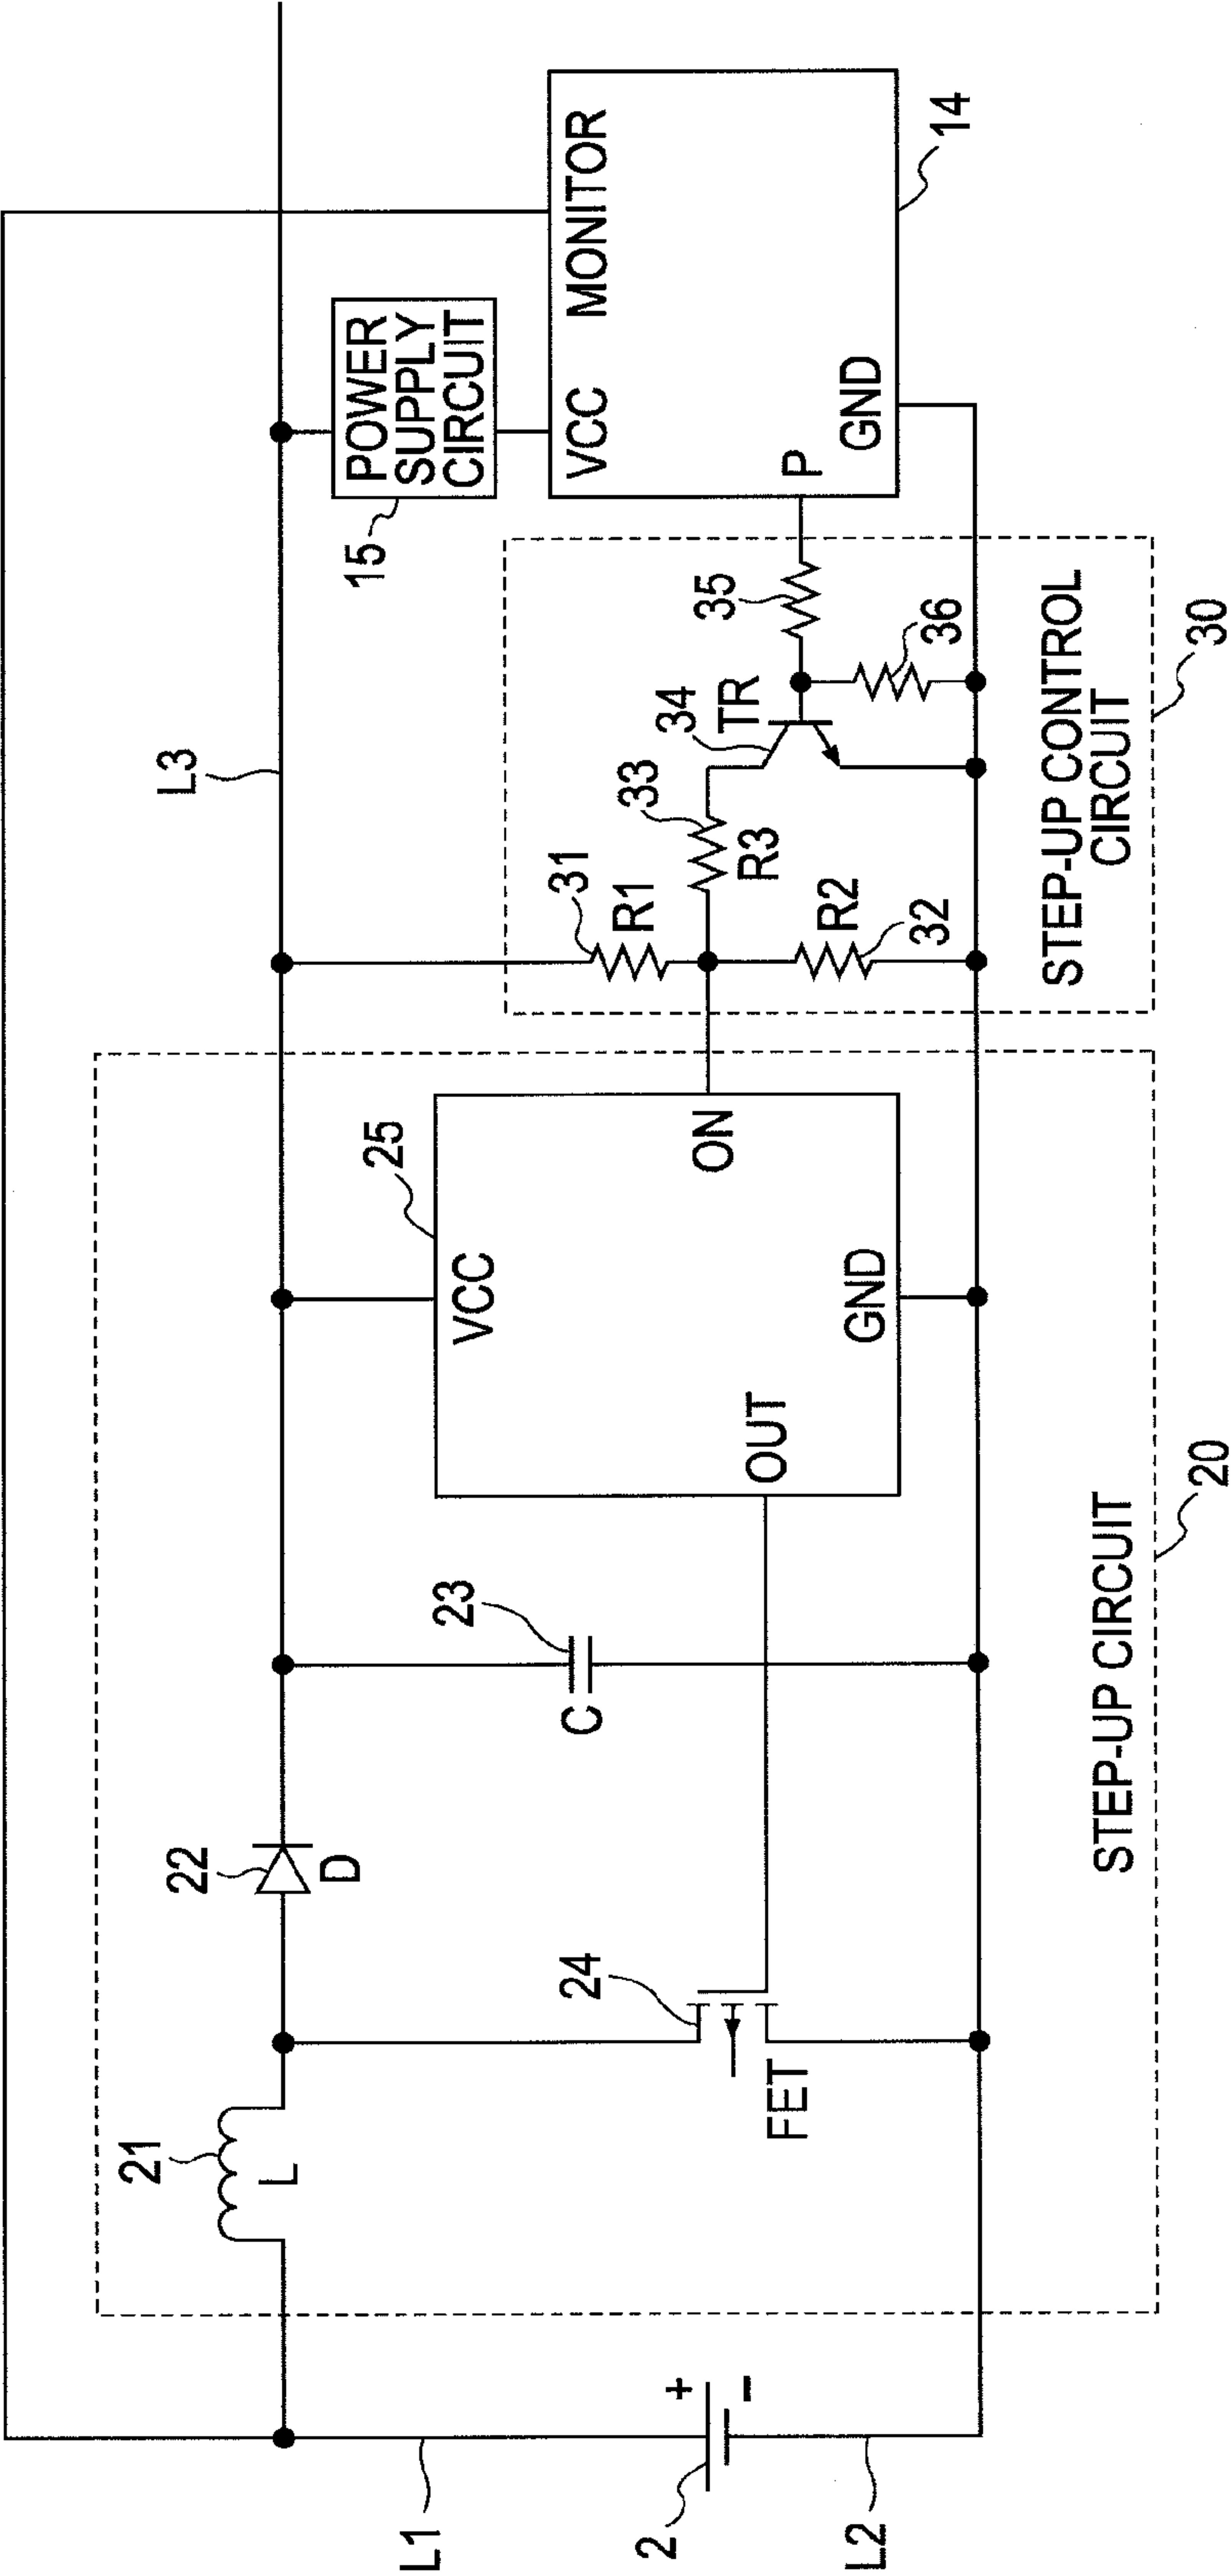 L3
POWER
SUPPLY
CIRCUIT
15
MONITOR
VCC
P
GND
14
31
R1
33
R3
34
TR
35
36
R2
32
STEP-UP CONTROL
CIRCUIT
30
21
L
22
D
23
C
24
FET
25
VCC
ON
OUT
GND
STEP-UP CIRCUIT
20
L1
+
−
2
L2